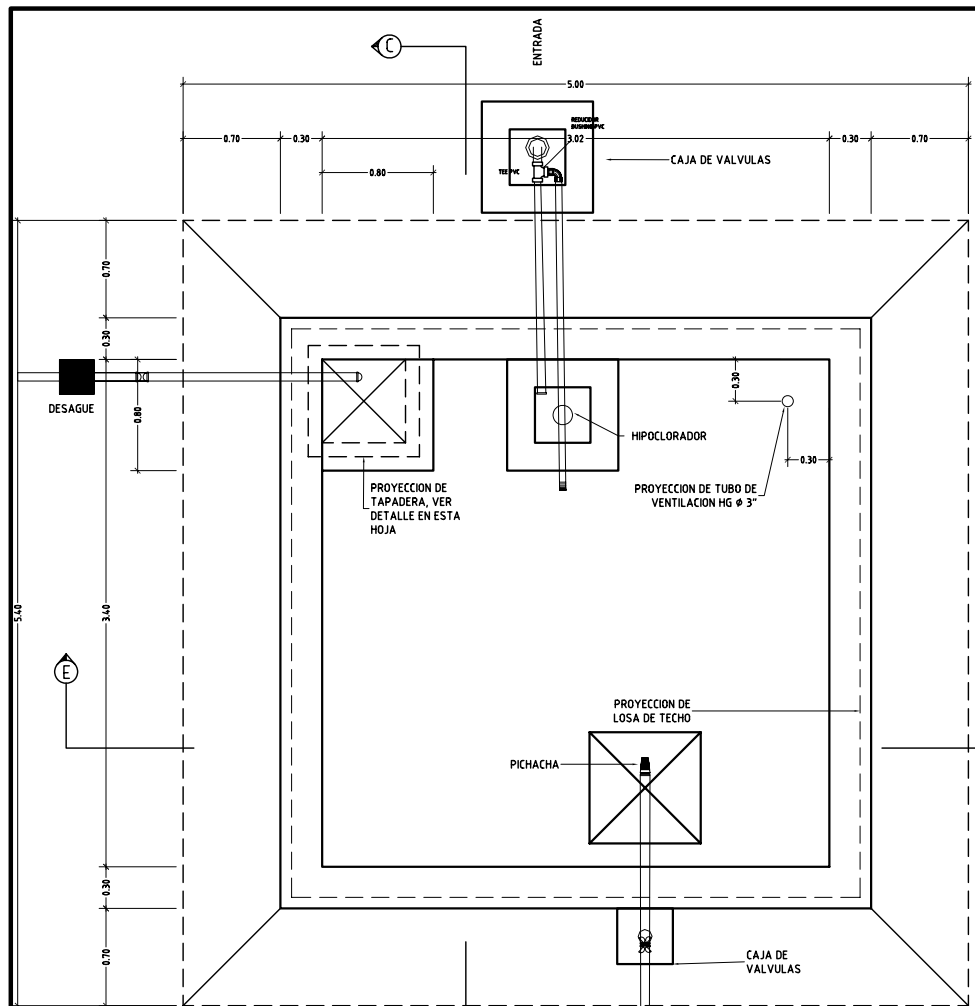 ENTRADA
C
5.00
0.70
0.30
3.02
0.30
0.70
REDUCIDOR
BUSHING PVC
TEE PVC
CAJA DE VALVULAS
0.80
0.70
0.30
0.80
DESAGUE
0.30
0.30
HIPOCLORADOR
PROYECCION DE
TAPADERA, VER
DETALLE EN ESTA
HOJA
PROYECCION DE TUBO DE
VENTILACION HG Ø 3"
5.40
3.40
E
PROYECCION DE
LOSA DE TECHO
PICHACHA
0.30
0.70
CAJA DE
VALVULAS